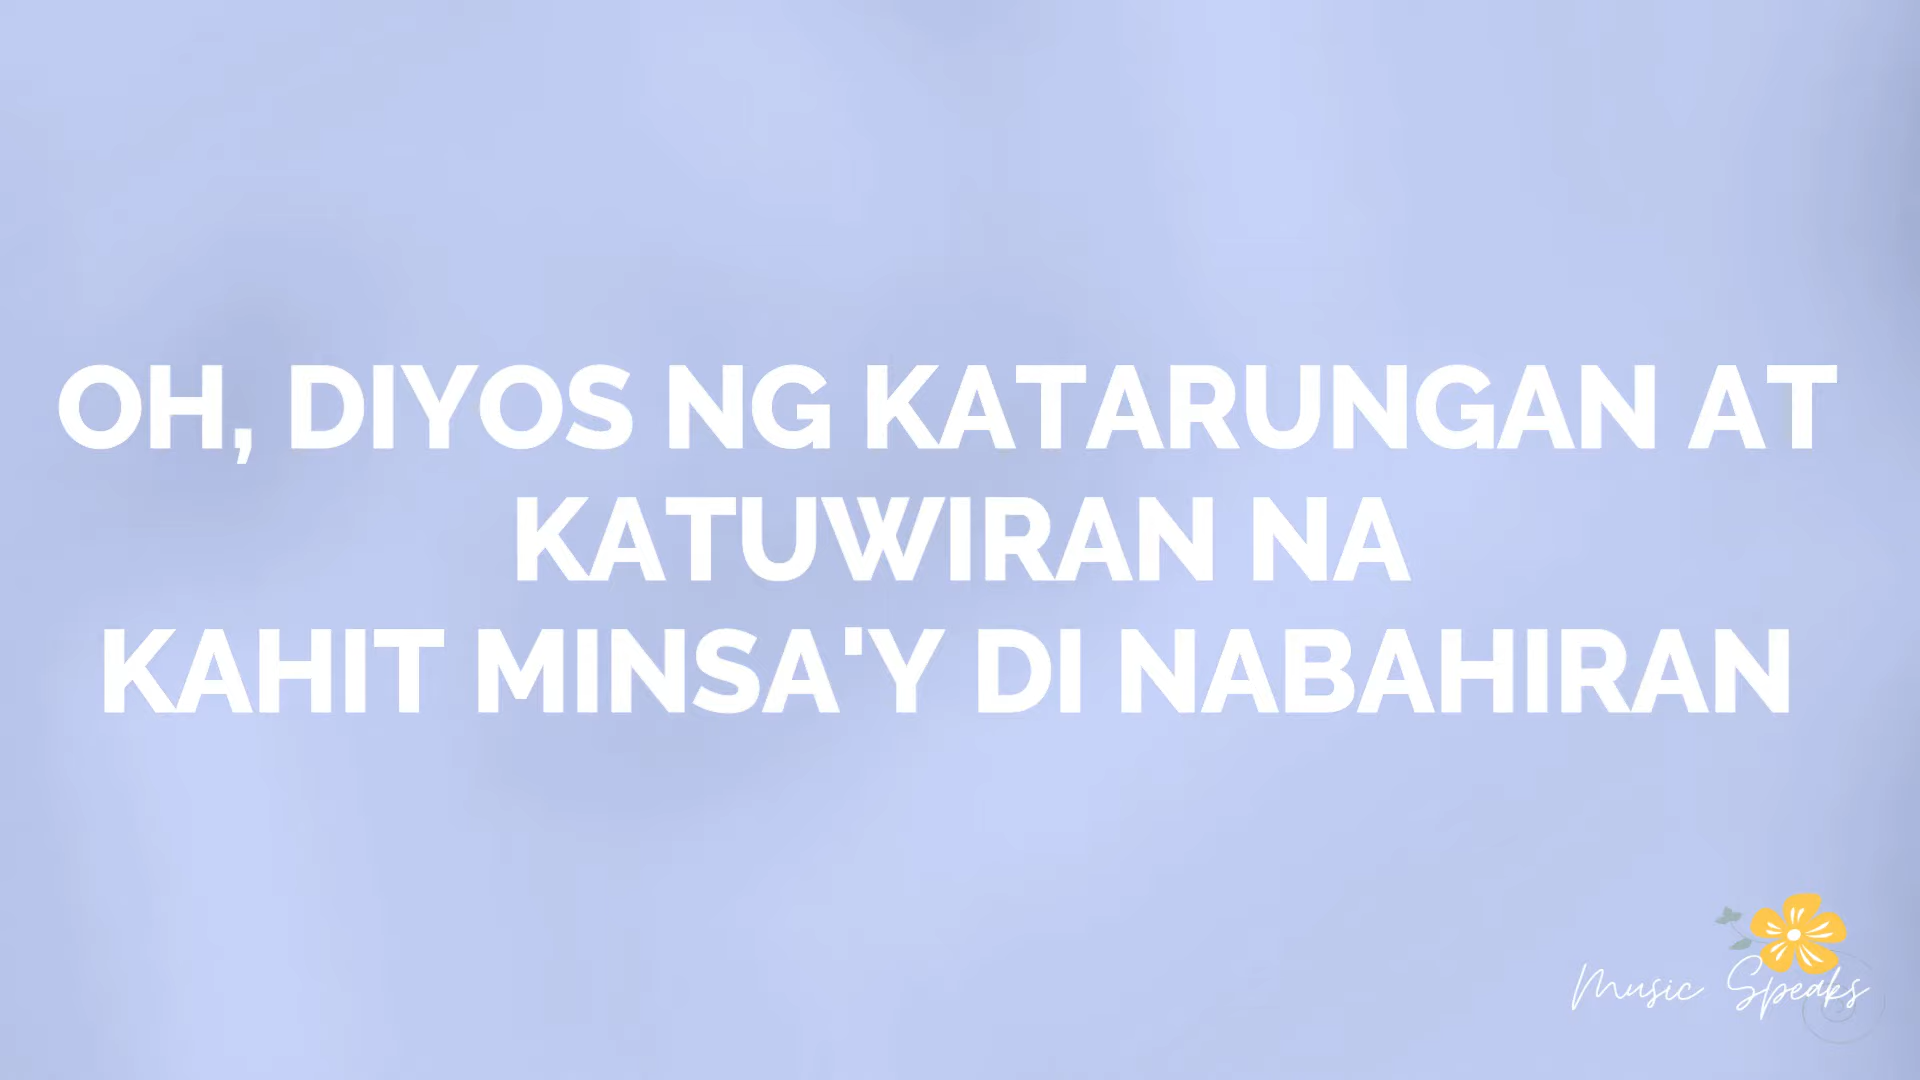 OH, DIYOS NG KATARUNGAN AT
KATUWIRAN NA
KAHIT MINSA'Y DI NABAHIRAN
Music Speaks